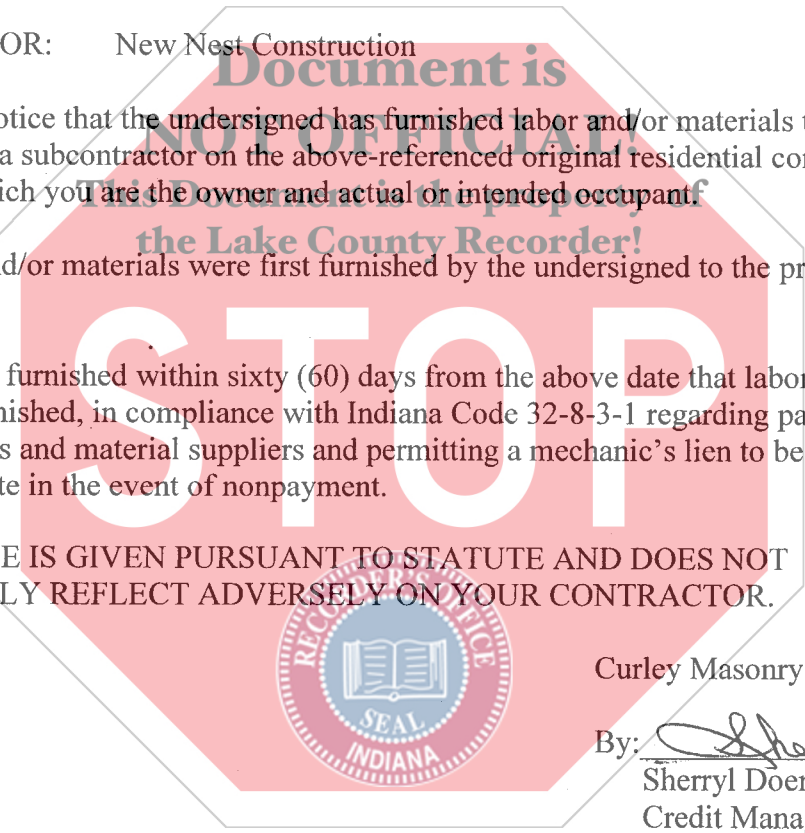 OR: New Nest Construction
Document is
otice that the undersigned has furnished labor and/or materials t
NOT OFFICIAL!
a subcontractor on the above-referenced original residential con
ich you are the owner and actual or intended occupant.
This Document is the property of
the Lake County Recorder!
d/or materials were first furnished by the undersigned to the pr
STOP
furnished within sixty (60) days from the above date that labor
nished, in compliance with Indiana Code 32-8-3-1 regarding pa
s and material suppliers and permitting a mechanic's lien to be
te in the event of nonpayment.
E IS GIVEN PURSUANT TO STATUTE AND DOES NOT
LY REFLECT ADVERSELY ON YOUR CONTRACTOR.
RECORDER'S OFFICE
SEAL
INDIANA
Curley Masonry
By:
Sherryl Doer
Credit Mana